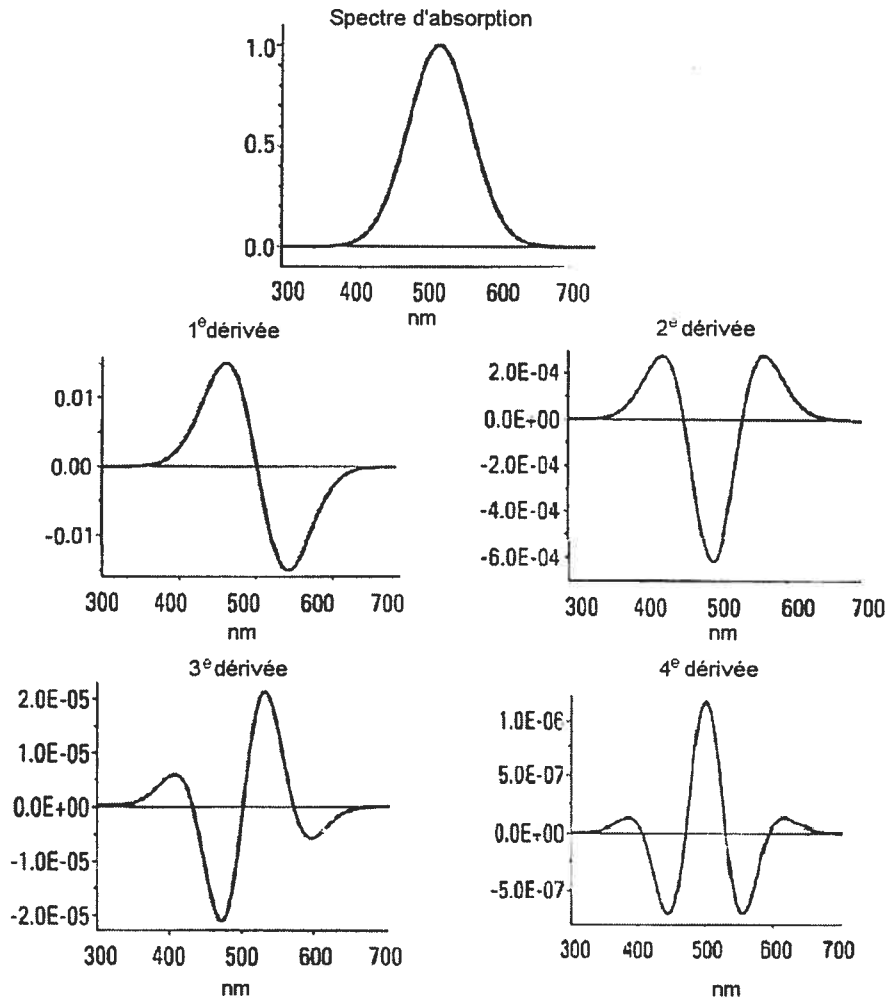 Spectre d'absorption
1.0
0.5
0.0
300 400 500 600 700
nm
1e dérivée
0.01
0.00
-0.01
300 400 500 600 700
nm
2e dérivée
2.0E-04
0.0E+00
-2.0E-04
-4.0E-04
-6.0E-04
300 400 500 600 700
nm
3e dérivée
2.0E-05
1.0E-05
0.0E+00
-1.0E-05
-2.0E-05
300 400 500 600 700
nm
4e dérivée
1.0E-06
5.0E-07
0.0E+00
-5.0E-07
300 400 500 600 700
nm